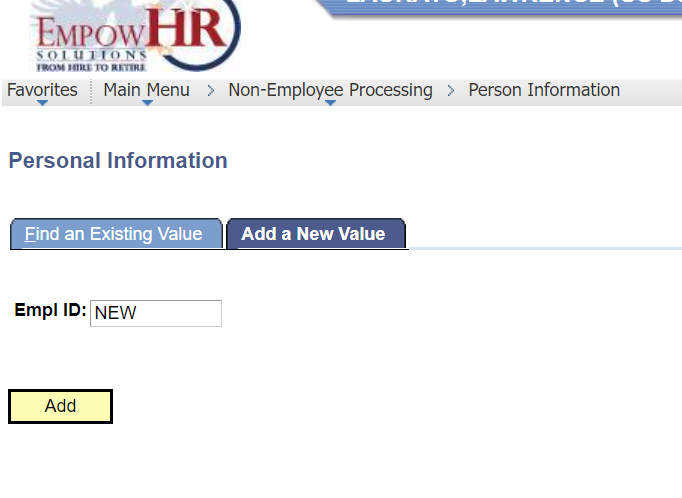 EMPOWHR
SOLUTIONS
FROM HIRE TO RETIRE
Favorites Main Menu > Non-Employee Processing > Person Information
Personal Information
Find an Existing Value Add a New Value
Empl ID: NEW
Add